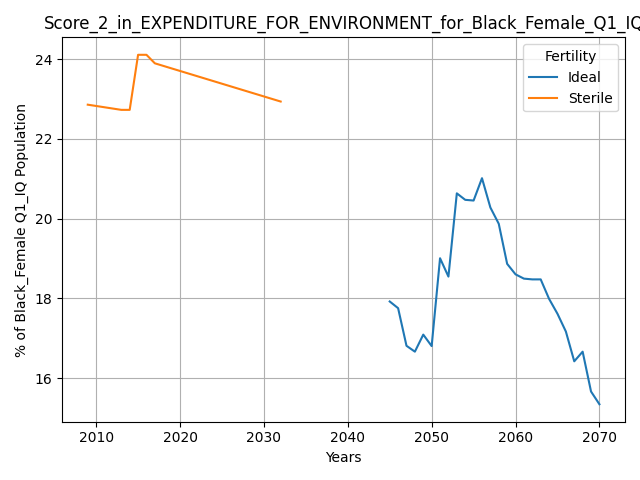 Score_2_in_EXPENDITURE_FOR_ENVIRONMENT_for_Black_Female_Q1_IQ
Fertility
Ideal
Sterile
% of Black_Female Q1_IQ Population
24
22
20
18
16
2010 2020 2030 2040 2050 2060 2070
Years